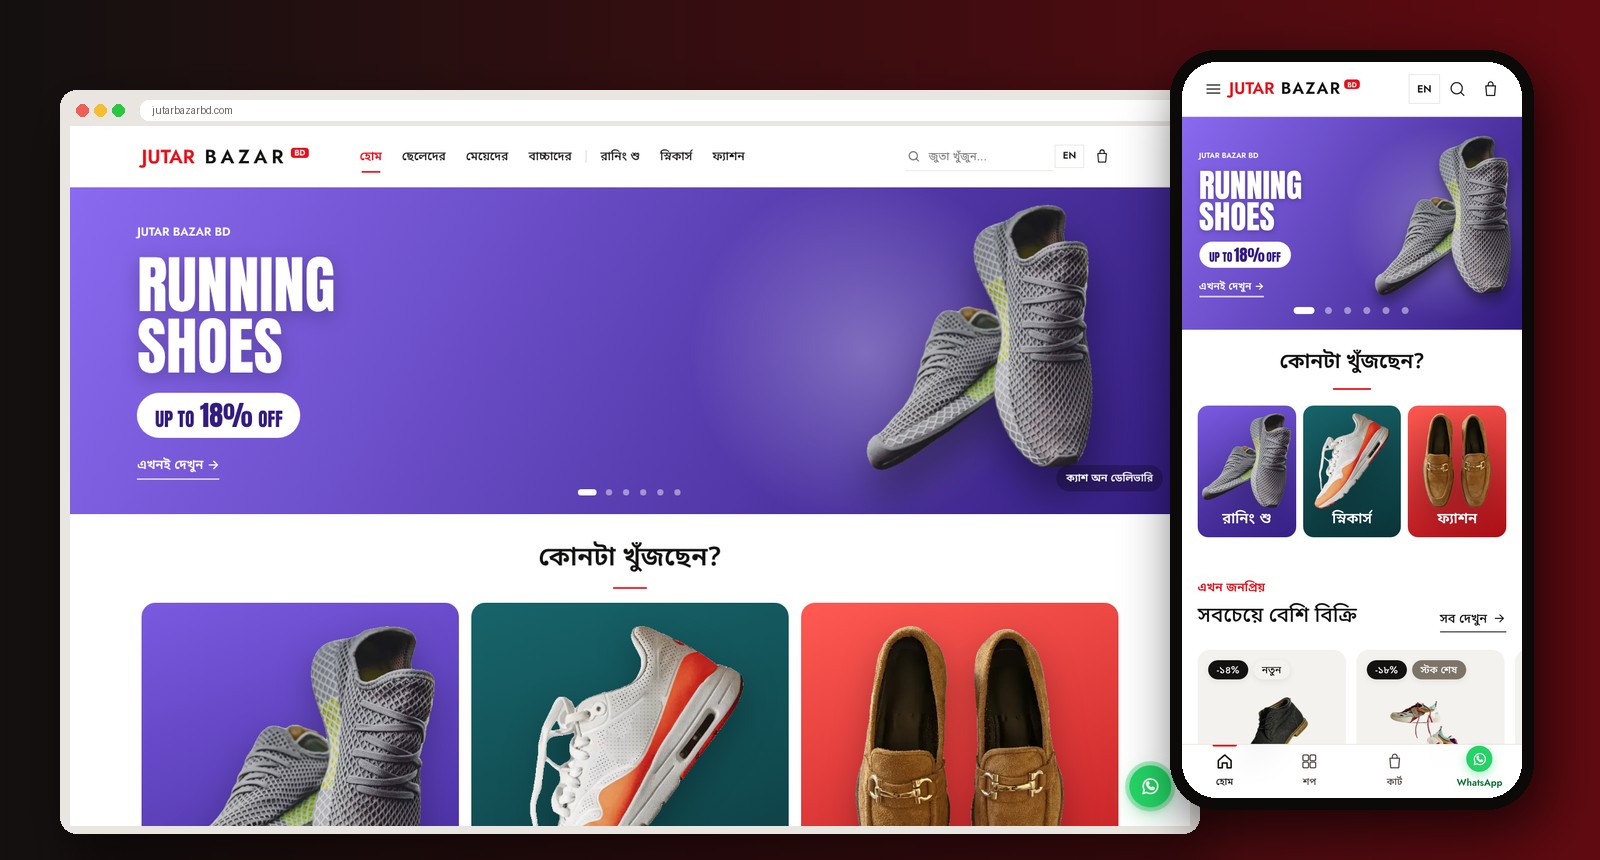 jutarbazarbd.com
JUTAR BAZAR BD
হোম ছেলেদের মেয়েদের বাচ্চাদের রানিং শু স্নিকার্স ফ্যাশন
জুতা খুঁজুন...
EN
JUTAR BAZAR BD
RUNNING
SHOES
UP TO 18% OFF
এখনই দেখুন →
ক্যাশ অন ডেলিভারি
কোনটা খুঁজছেন?
JUTAR BAZAR BD
EN
JUTAR BAZAR BD
RUNNING
SHOES
UP TO 18% OFF
এখনই দেখুন →
কোনটা খুঁজছেন?
রানিং শু স্নিকার্স ফ্যাশন
এখন জনপ্রিয়
সবচেয়ে বেশি বিক্রি
সব দেখুন →
-১৪% নতুন
-১৮% স্টক শেষ
হোম শপ কার্ট WhatsApp